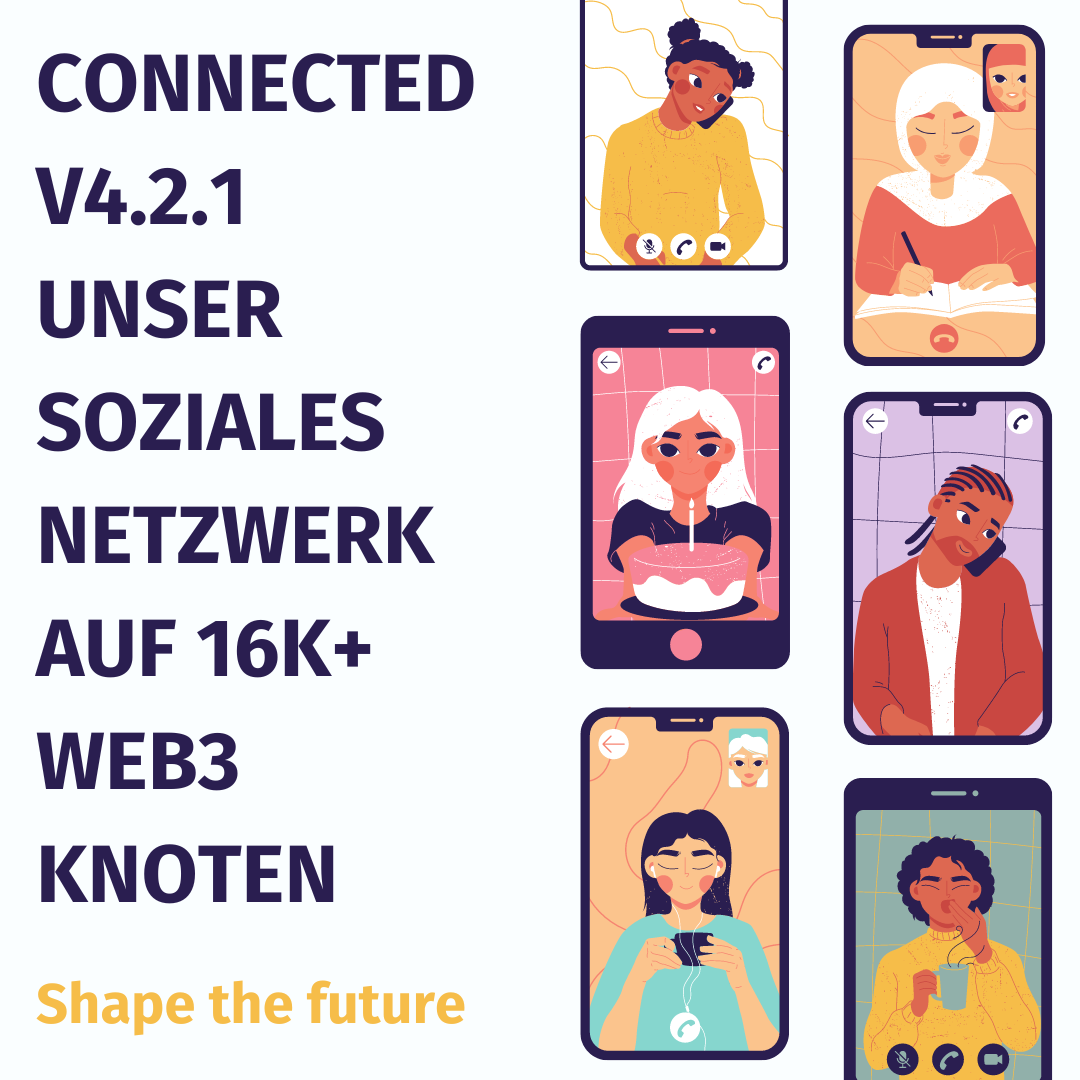 CONNECTED
V4.2.1
UNSER
SOZIALES
NETZWERK
AUF 16K+
WEB3
KNOTEN
Shape the future